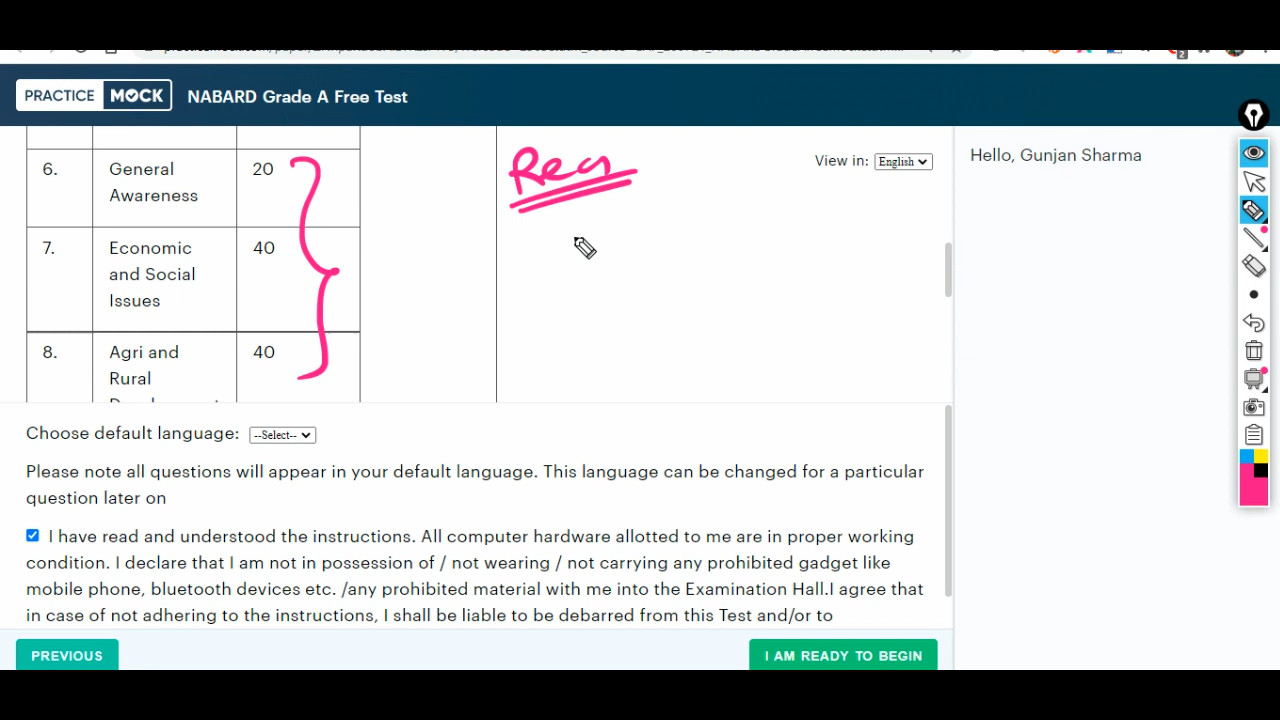 PRACTICE MOCK NABARD Grade A Free Test
2
6. General Awareness 20
7. Economic and Social Issues 40
8. Agri and Rural 40
View in: English
Hello, Gunjan Sharma
Choose default language: --Select--
Please note all questions will appear in your default language. This language can be changed for a particular
question later on
I have read and understood the instructions. All computer hardware allotted to me are in proper working
condition. I declare that I am not in possession of / not wearing / not carrying any prohibited gadget like
mobile phone, bluetooth devices etc. /any prohibited material with me into the Examination Hall.I agree that
in case of not adhering to the instructions, I shall be liable to be debarred from this Test and/or to
PREVIOUS
I AM READY TO BEGIN